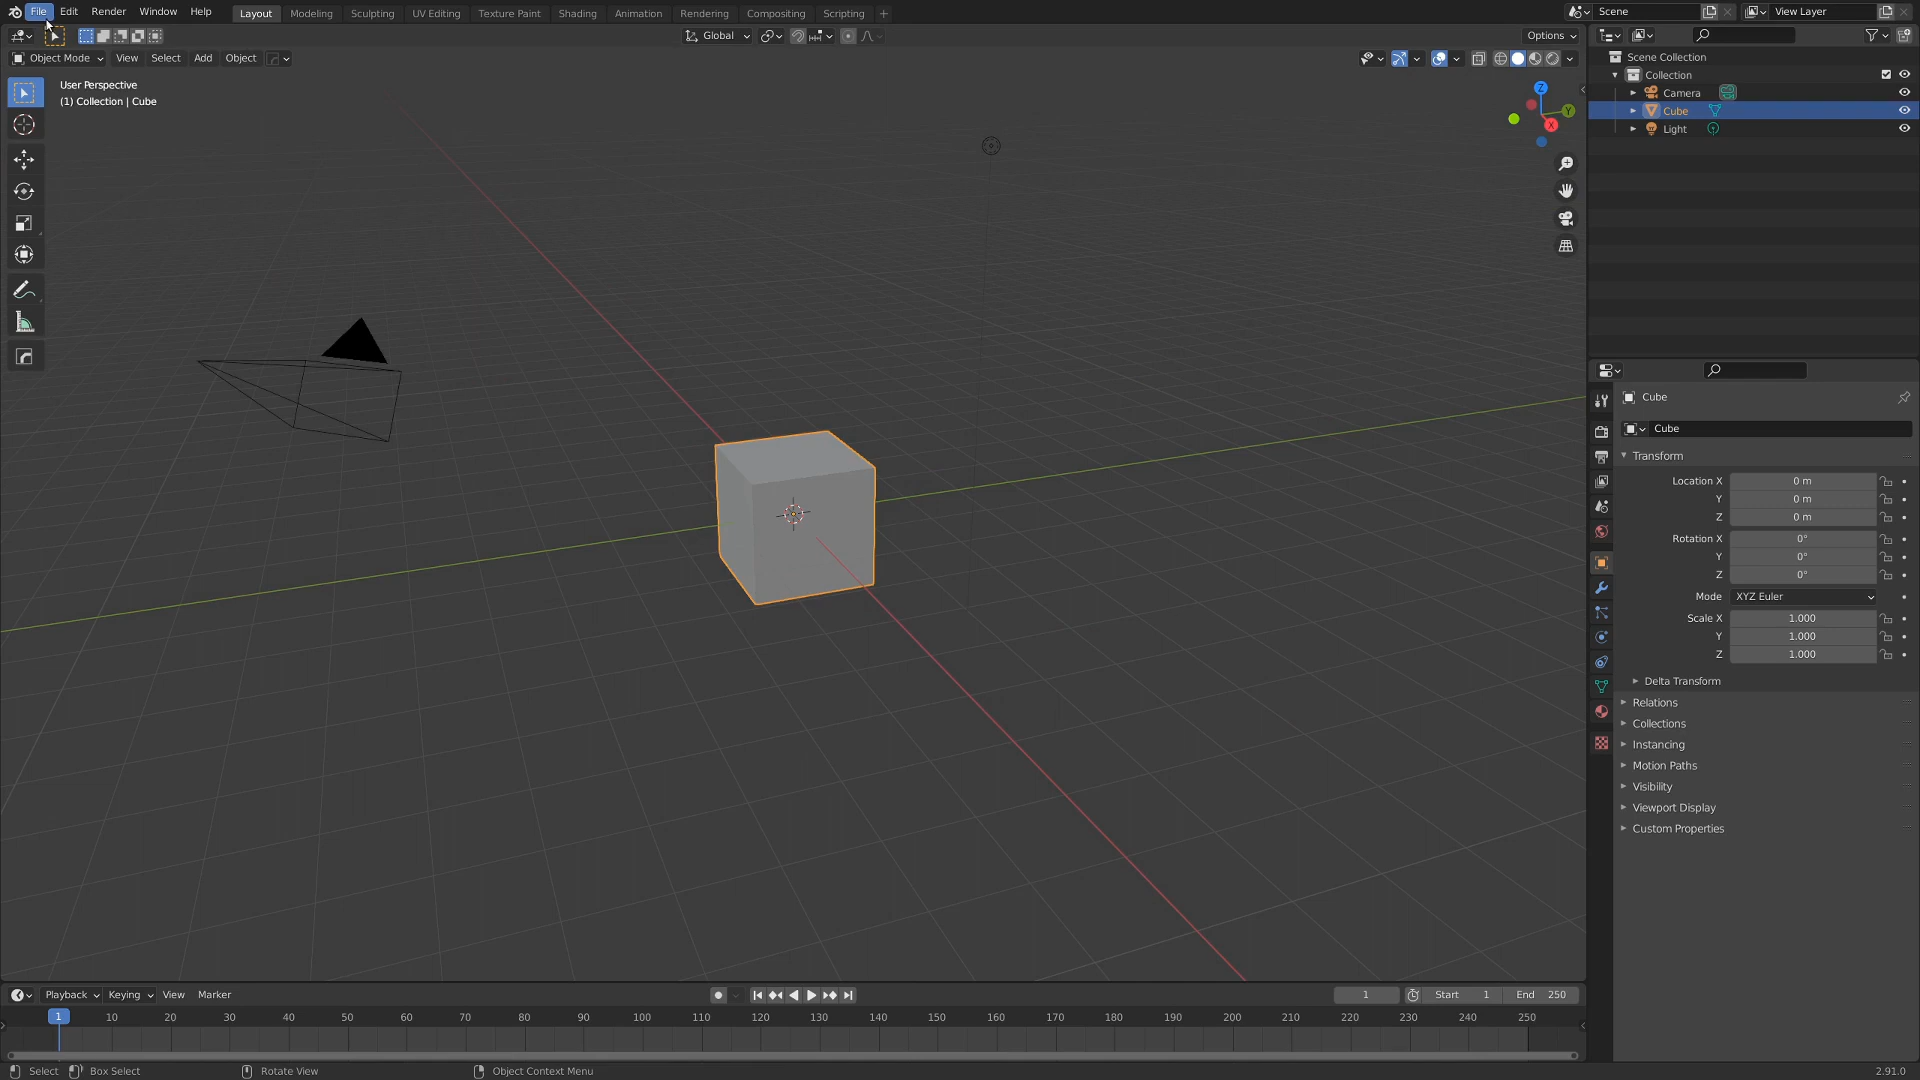 File Edit Render Window Help Layout Modeling Sculpting UV Editing Texture Paint Shading Animation Rendering Compositing Scripting + Scene View Layer
Global Options
Object Mode View Select Add Object
User Perspective
(1) Collection | Cube
Z
Y
X
Scene Collection
Collection
Camera
Cube
Light
Cube
Cube
Transform
Location X 0 m
Y 0 m
Z 0 m
Rotation X 0°
Y 0°
Z 0°
Mode XYZ Euler
Scale X 1.000
Y 1.000
Z 1.000
Delta Transform
Relations
Collections
Instancing
Motion Paths
Visibility
Viewport Display
Custom Properties
Playback Keying View Marker 1 Start 1 End 250
1 10 20 30 40 50 60 70 80 90 100 110 120 130 140 150 160 170 180 190 200 210 220 230 240 250
Select Box Select Rotate View Object Context Menu 2.91.0